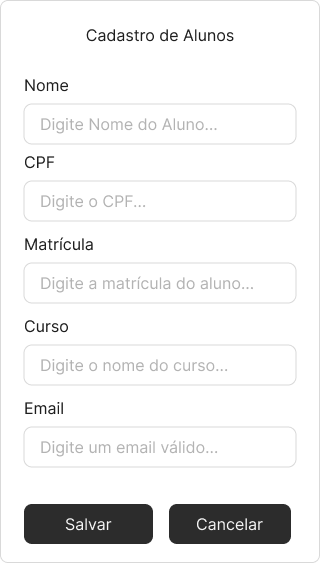 Cadastro de Alunos
Nome
Digite Nome do Aluno...
CPF
Digite o CPF...
Matrícula
Digite a matrícula do aluno...
Curso
Digite o nome do curso...
Email
Digite um email válido...
Salvar
Cancelar